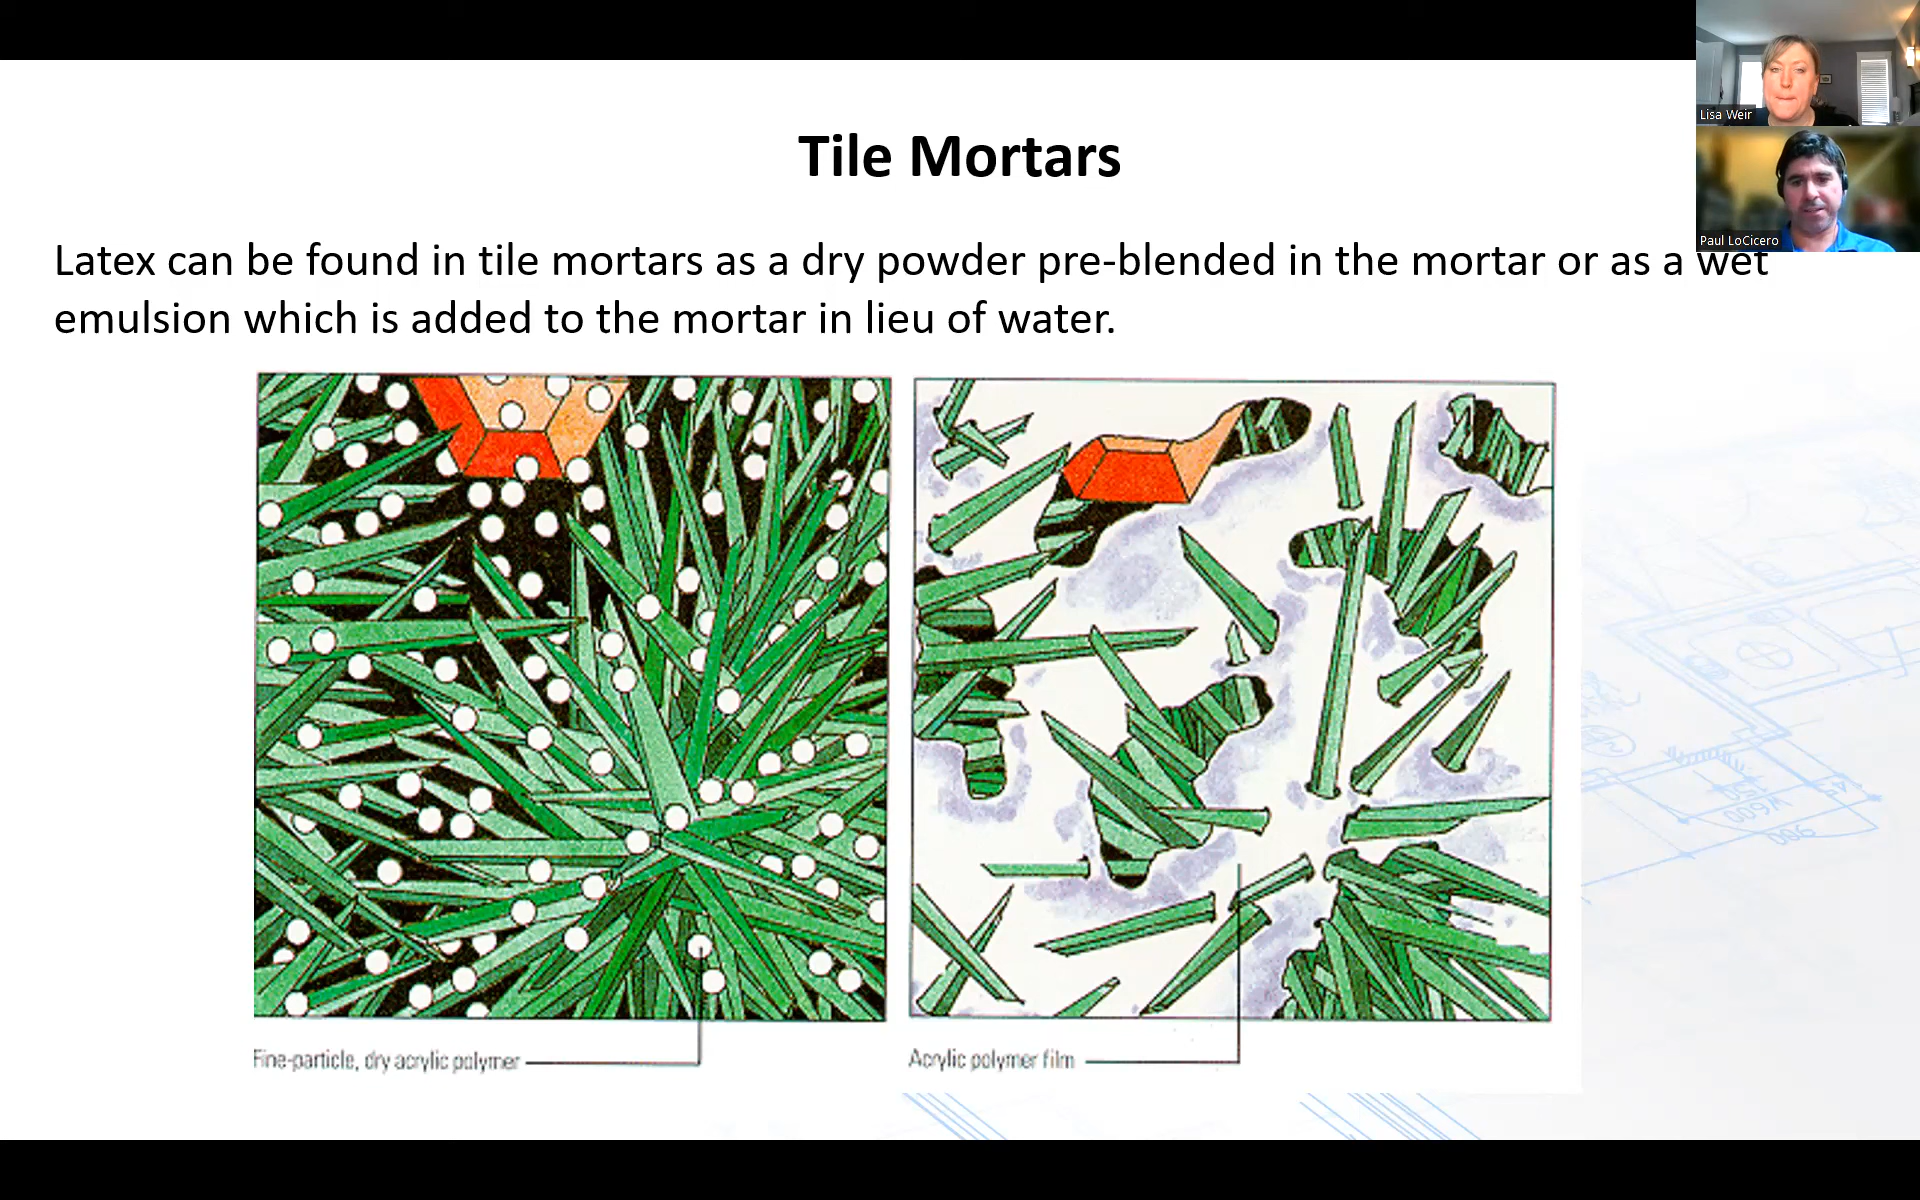 Lisa Weir
Paul LoCicero
Tile Mortars
Latex can be found in tile mortars as a dry powder pre-blended in the mortar or as a wet
emulsion which is added to the mortar in lieu of water.
Fine-particle, dry acrylic polymer
Acrylic polymer film